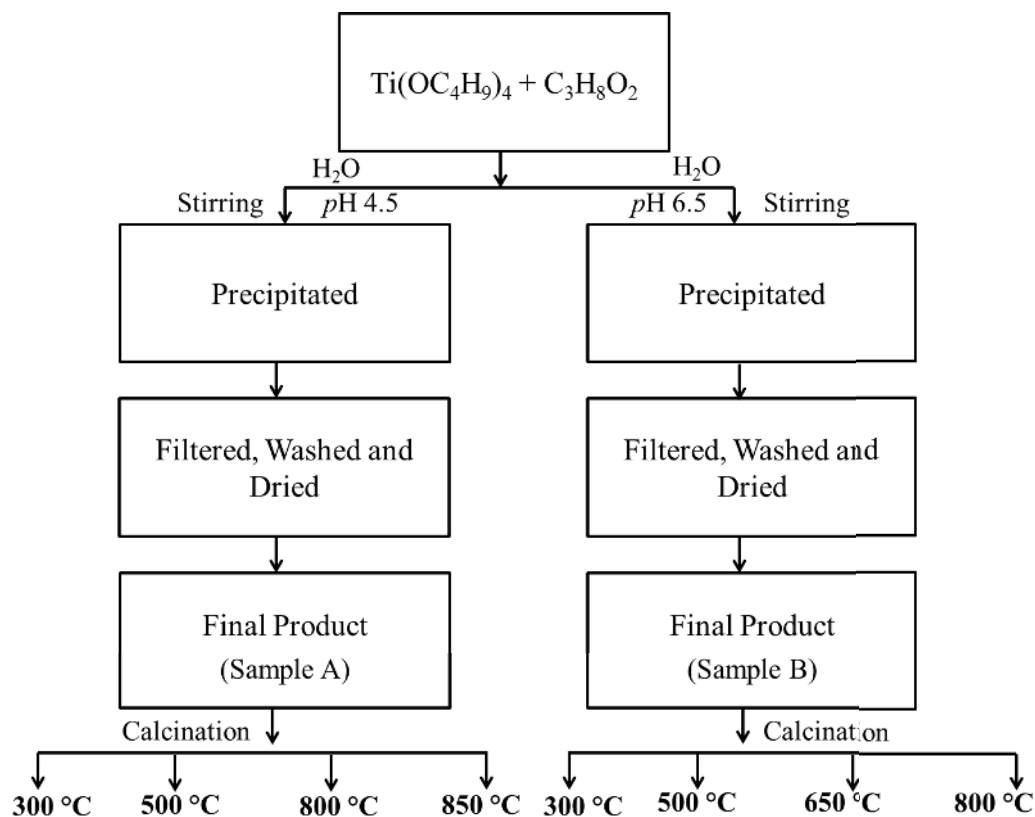 Ti(OC₄H₉)₄ + C₃H₈O₂
H₂O
H₂O
Stirring
pH 4.5
pH 6.5
Stirring
Precipitated
Precipitated
Filtered, Washed and
Dried
Filtered, Washed and
Dried
Final Product
(Sample A)
Final Product
(Sample B)
Calcination
Calcination
300 °C
500 °C
800 °C
850 °C
300 °C
500 °C
650 °C
800 °C